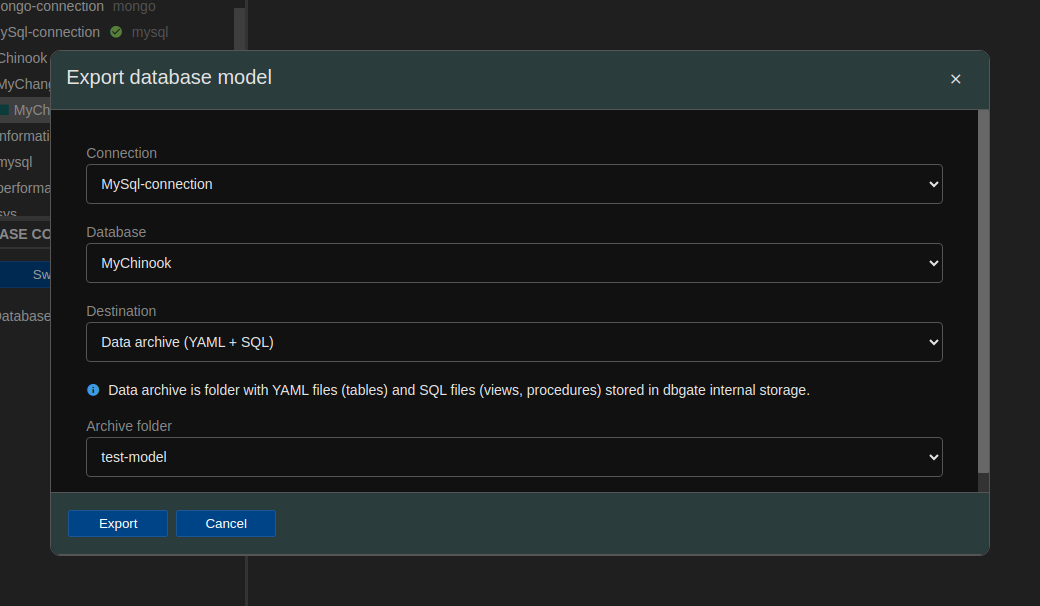 ongo-connection mongo
ySql-connection mysql
Chinook
MyChang
MyCh
nformati
mysql
performa
sys
ASE CO
Sw
Database
Export database model
×
Connection
MySql-connection
Database
MyChinook
Destination
Data archive (YAML + SQL)
Data archive is folder with YAML files (tables) and SQL files (views, procedures) stored in dbgate internal storage.
Archive folder
test-model
Export Cancel